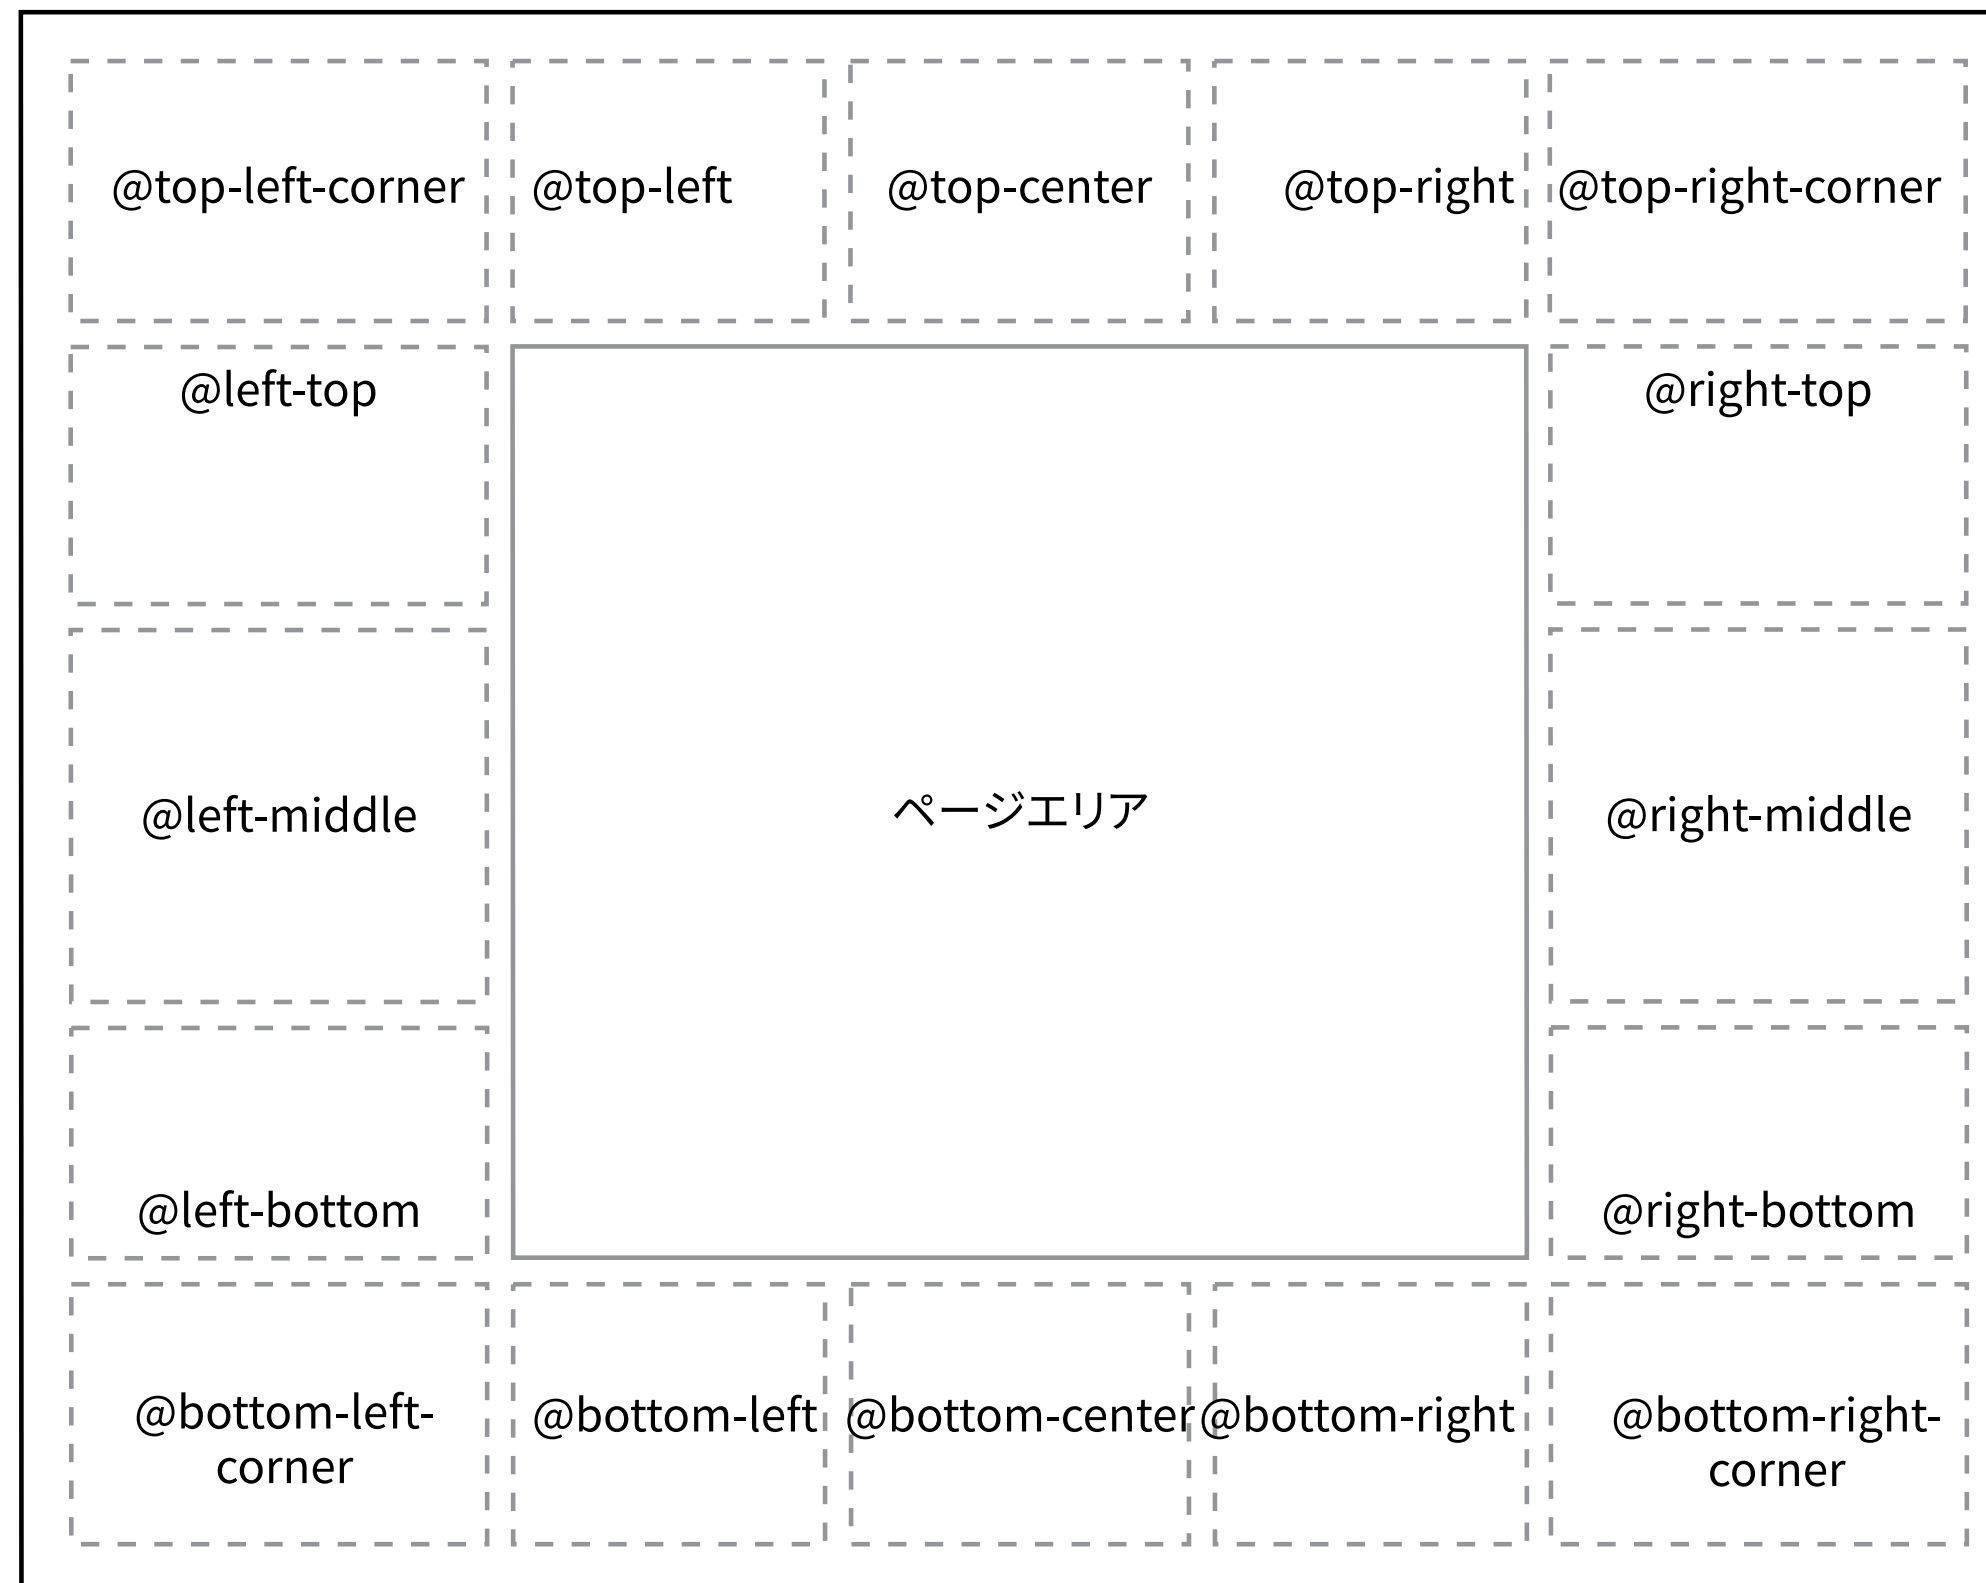 @top-left-corner
@top-left
@top-center
@top-right
@top-right-corner
@left-top
@right-top
@left-middle
ページエリア
@right-middle
@left-bottom
@right-bottom
@bottom-left-
corner
@bottom-left
@bottom-center
@bottom-right
@bottom-right-
corner